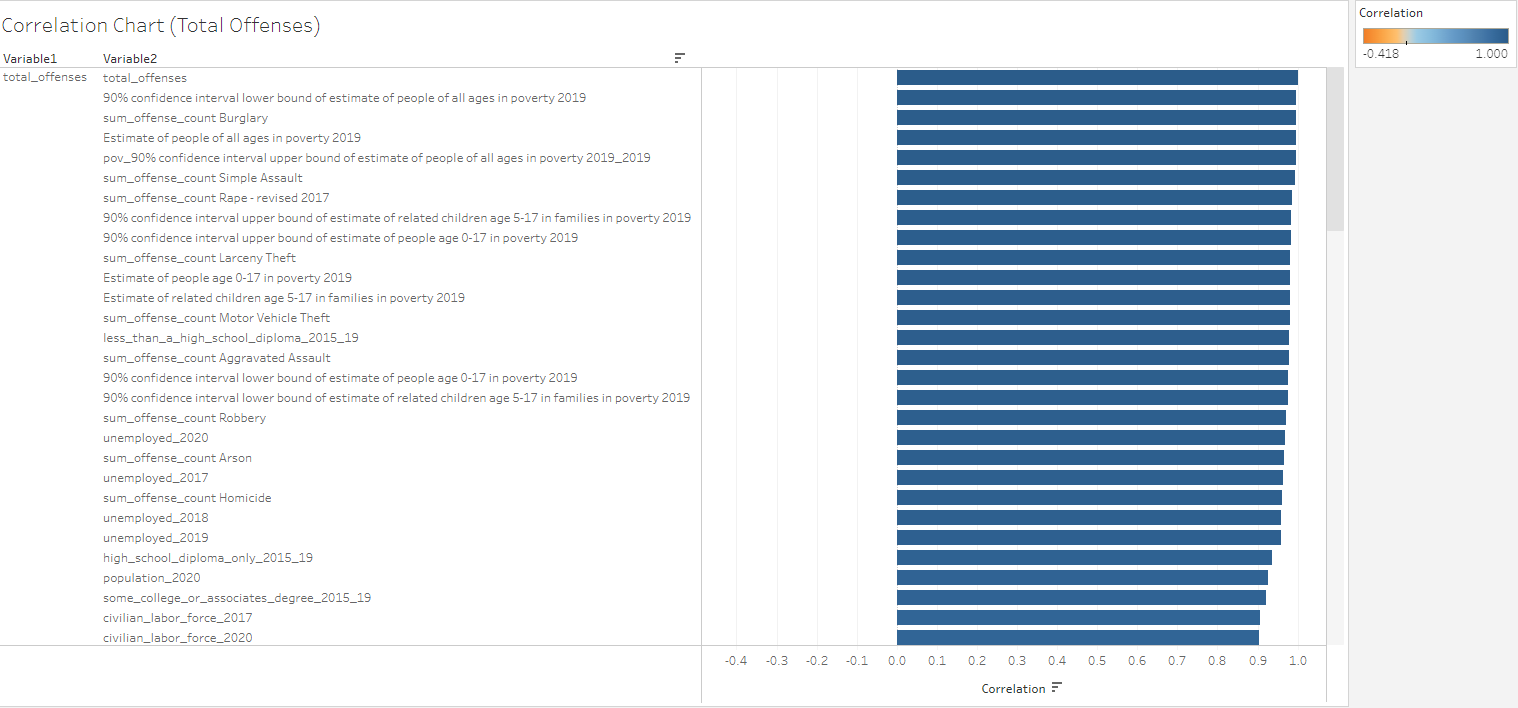 Correlation Chart (Total Offenses)
Variable1 Variable2
total_offenses total_offenses
90% confidence interval lower bound of estimate of people of all ages in poverty 2019
sum_offense_count Burglary
Estimate of people of all ages in poverty 2019
pov_90% confidence interval upper bound of estimate of people of all ages in poverty 2019_2019
sum_offense_count Simple Assault
sum_offense_count Rape - revised 2017
90% confidence interval upper bound of estimate of related children age 5-17 in families in poverty 2019
90% confidence interval upper bound of estimate of people age 0-17 in poverty 2019
sum_offense_count Larceny Theft
Estimate of people age 0-17 in poverty 2019
Estimate of related children age 5-17 in families in poverty 2019
sum_offense_count Motor Vehicle Theft
less_than_a_high_school_diploma_2015_19
sum_offense_count Aggravated Assault
90% confidence interval lower bound of estimate of people age 0-17 in poverty 2019
90% confidence interval lower bound of estimate of related children age 5-17 in families in poverty 2019
sum_offense_count Robbery
unemployed_2020
sum_offense_count Arson
unemployed_2017
sum_offense_count Homicide
unemployed_2018
unemployed_2019
high_school_diploma_only_2015_19
population_2020
some_college_or_associates_degree_2015_19
civilian_labor_force_2017
civilian_labor_force_2020
-0.4 -0.3 -0.2 -0.1 0.0 0.1 0.2 0.3 0.4 0.5 0.6 0.7 0.8 0.9 1.0
Correlation
Correlation
-0.418 1.000